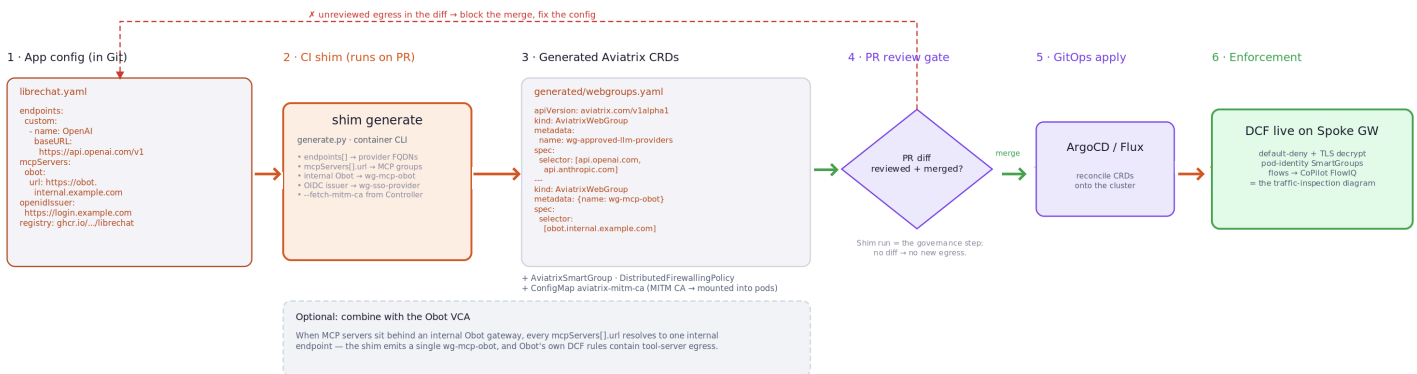 ✗ unreviewed egress in the diff → block the merge, fix the config
1 · App config (in Git)
librechat.yaml
endpoints:
custom:
- name: OpenAI
baseURL:
https://api.openai.com/v1
mcpServers:
obot:
url: https://obot.
internal.example.com
openidIssuer:
https://login.example.com
registry: ghcr.io/.../librechat
2 · CI shim (runs on PR)
shim generate
generate.py · container CLI
• endpoints[] → provider FQDNs
• mcpServers[].url → MCP groups
• internal Obot → wg-mcp-obot
• OIDC issuer → wg-sso-provider
• --fetch-mitm-ca from Controller
3 · Generated Aviatrix CRDs
generated/webgroups.yaml
apiVersion: aviatrix.com/v1alpha1
kind: AviatrixWebGroup
metadata:
name: wg-approved-llm-providers
spec:
selector: [api.openai.com,
api.anthropic.com]
---
kind: AviatrixWebGroup
metadata: {name: wg-mcp-obot}
spec:
selector:
[obot.internal.example.com]
+ AviatrixSmartGroup · DistributedFirewallingPolicy
+ ConfigMap aviatrix-mitm-ca (MITM CA → mounted into pods)
4 · PR review gate
PR diff
reviewed + merged?
Shim run = the governance step:
no diff → no new egress.
merge
5 · GitOps apply
ArgoCD / Flux
reconcile CRDs
onto the cluster
6 · Enforcement
DCF live on Spoke GW
default-deny + TLS decrypt
pod-identity SmartGroups
flows → CoPilot FlowIQ
= the traffic-inspection diagram
Optional: combine with the Obot VCA
When MCP servers sit behind an internal Obot gateway, every mcpServers[].url resolves to one internal
endpoint — the shim emits a single wg-mcp-obot, and Obot's own DCF rules contain tool-server egress.